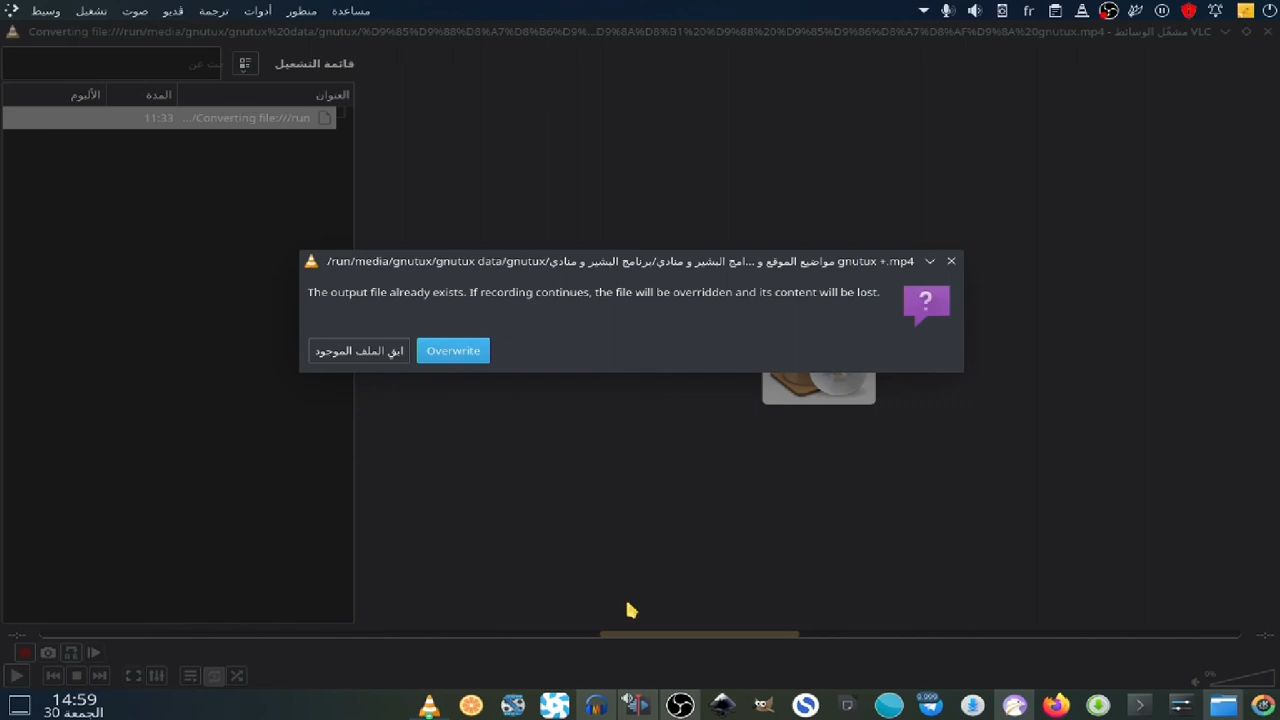 وسيط تشغيل صوت ڤديو ترجمة أدوات منظور مساعدة
fr
Converting file:///run/media/gnutux/gnutux%20data/gnutux/%D9%85%D9%88%D8%A7%D8%B6%D9%...%D9%8A%D8%B1%20%D9%88%20%D9%85%D9%86%D8%A7%D8%AF%D9%8A%20gnutux.mp4 - مشغّل الوسائط VLC
قائمة التشغيل
العنوان المدة الألبوم
.../Converting file:///run 11:33
/run/media/gnutux/gnutux data/gnutux/مواضيع الموقع و ...امج البشير و منادي/برنامج البشير و منادي gnutux +.mp4
The output file already exists. If recording continues, the file will be overridden and its content will be lost.
ابقِ الملف الموجود
Overwrite
--:--
--:--
0%
14:59
الجمعة 30
0.999